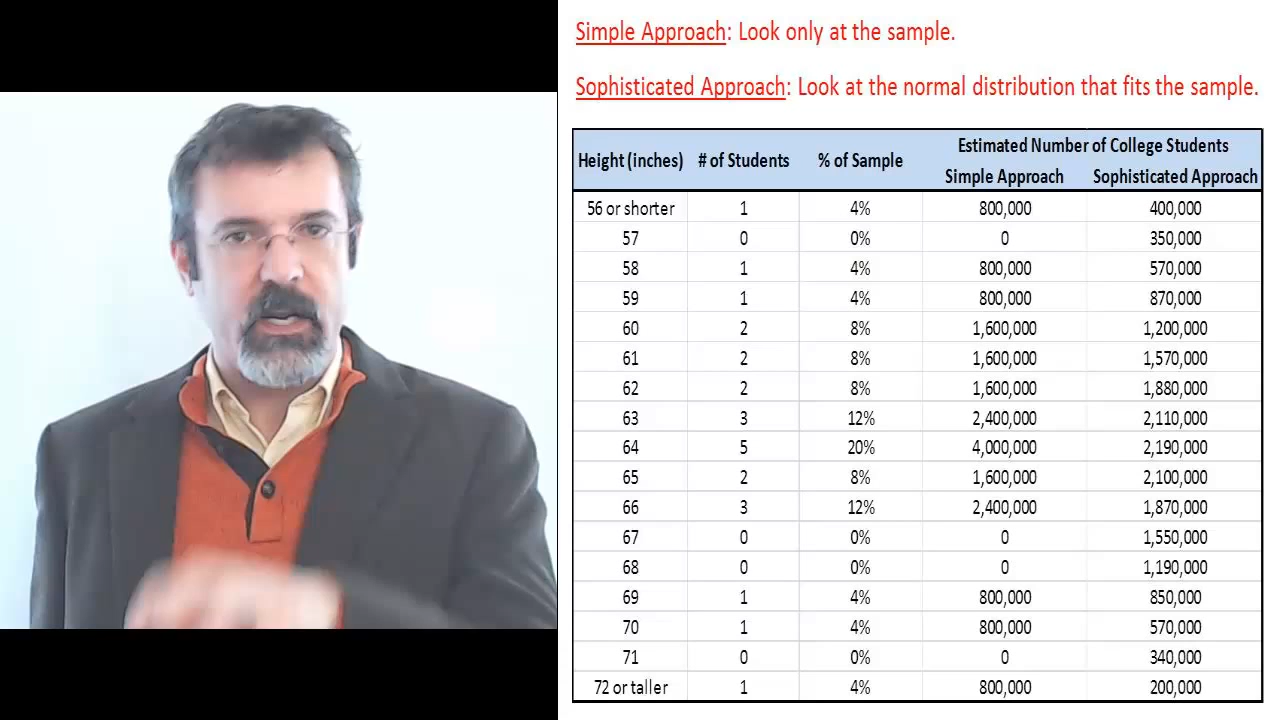 Simple Approach: Look only at the sample.
Sophisticated Approach: Look at the normal distribution that fits the sample.
Height (inches) # of Students % of Sample Estimated Number of College Students
Simple Approach Sophisticated Approach
56 or shorter 1 4% 800,000 400,000
57 0 0% 0 350,000
58 1 4% 800,000 570,000
59 1 4% 800,000 870,000
60 2 8% 1,600,000 1,200,000
61 2 8% 1,600,000 1,570,000
62 2 8% 1,600,000 1,880,000
63 3 12% 2,400,000 2,110,000
64 5 20% 4,000,000 2,190,000
65 2 8% 1,600,000 2,100,000
66 3 12% 2,400,000 1,870,000
67 0 0% 0 1,550,000
68 0 0% 0 1,190,000
69 1 4% 800,000 850,000
70 1 4% 800,000 570,000
71 0 0% 0 340,000
72 or taller 1 4% 800,000 200,000